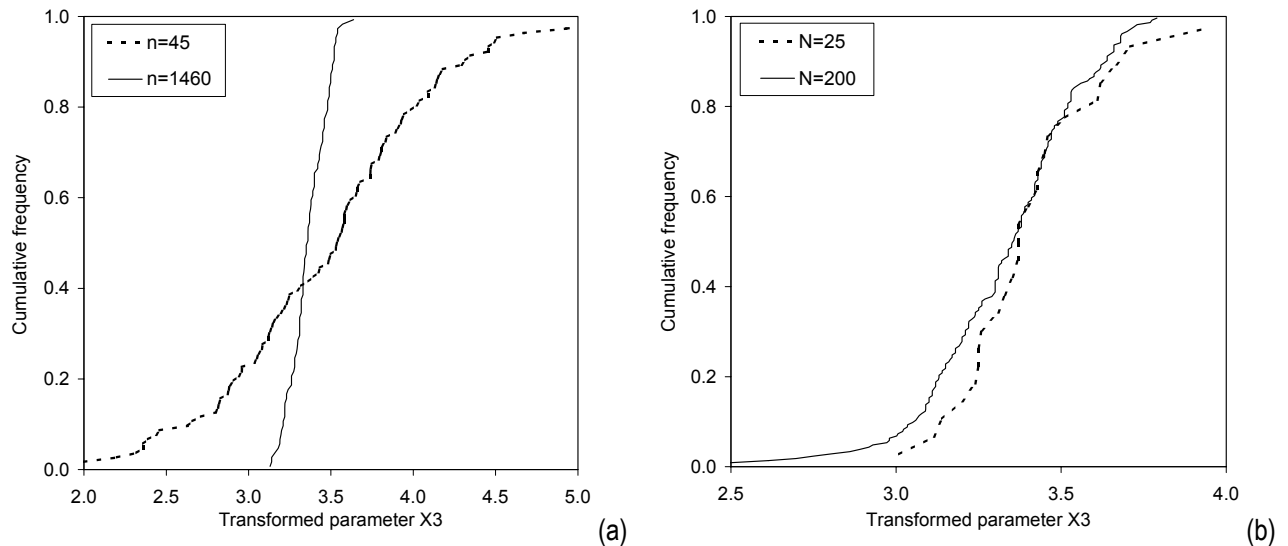 1.0
0.8
0.6
0.4
0.2
0.0
Cumulative frequency
n=45
n=1460
2.0 2.5 3.0 3.5 4.0 4.5 5.0
Transformed parameter X3
(a)
1.0
0.8
0.6
0.4
0.2
0.0
Cumulative frequency
N=25
N=200
2.5 3.0 3.5 4.0
Transformed parameter X3
(b)